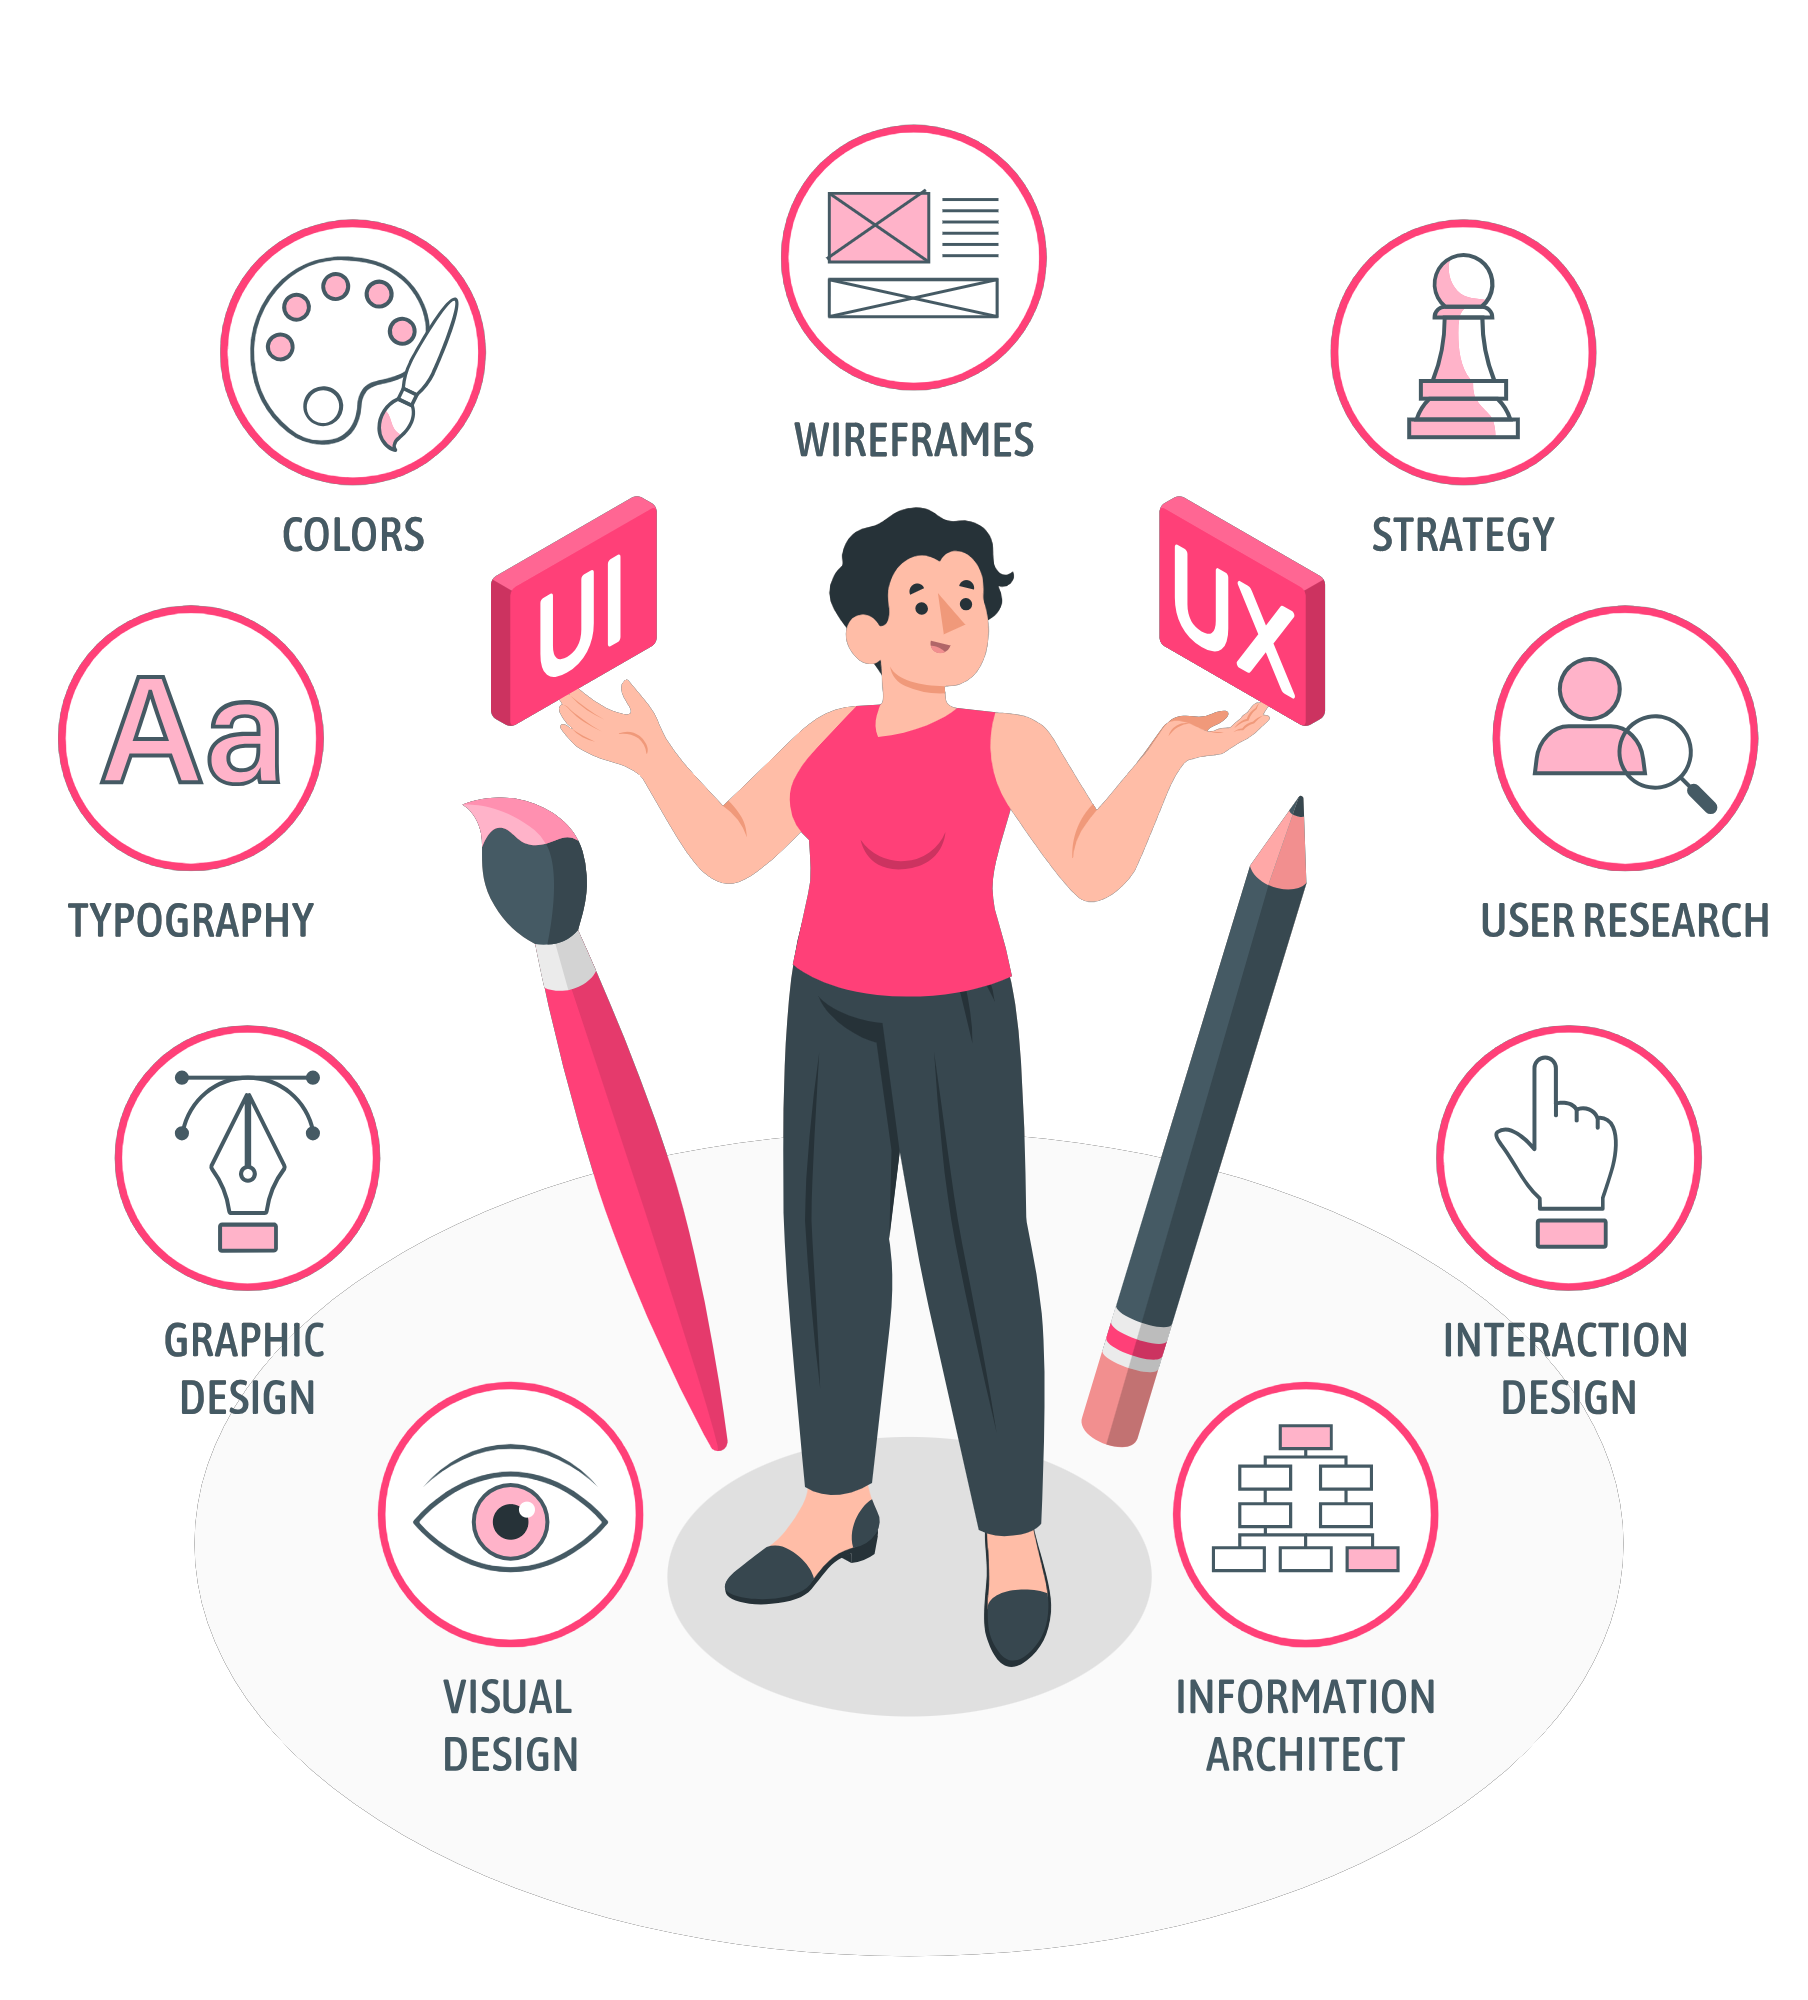 WIREFRAMES
COLORS
STRATEGY
UI
UX
Aa
TYPOGRAPHY
USER RESEARCH
GRAPHIC
DESIGN
INTERACTION
DESIGN
VISUAL
DESIGN
INFORMATION
ARCHITECT